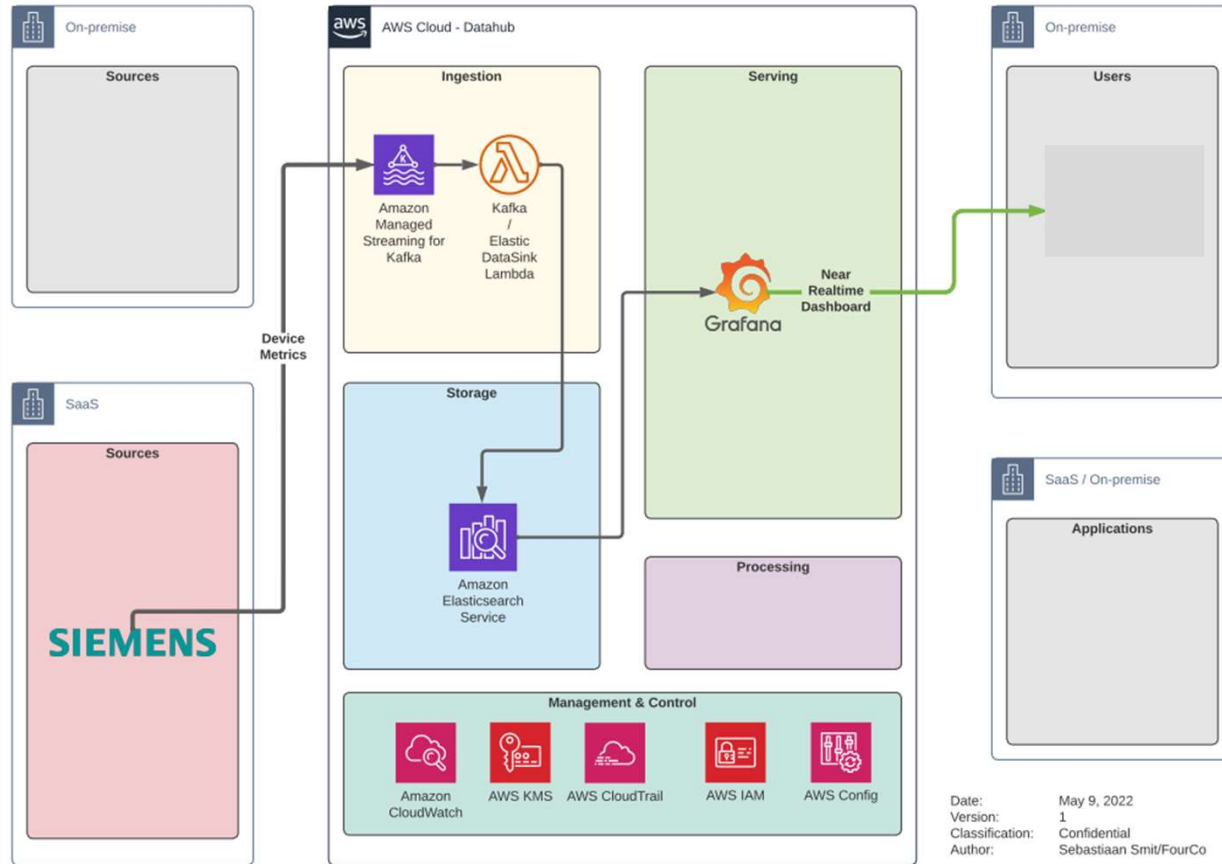 On-premise
Sources
SaaS
Sources
SIEMENS
Device
Metrics
aws
AWS Cloud - Datahub
Ingestion
K
Amazon
Managed
Streaming for
Kafka
Kafka
/
Elastic
DataSink
Lambda
Storage
Amazon
Elasticsearch
Service
Serving
Grafana
Near
Realtime
Dashboard
Processing
Management & Control
Amazon
CloudWatch
AWS KMS
AWS CloudTrail
AWS IAM
AWS Config
On-premise
Users
SaaS / On-premise
Applications
Date: May 9, 2022
Version: 1
Classification: Confidential
Author: Sebastiaan Smit/FourCo